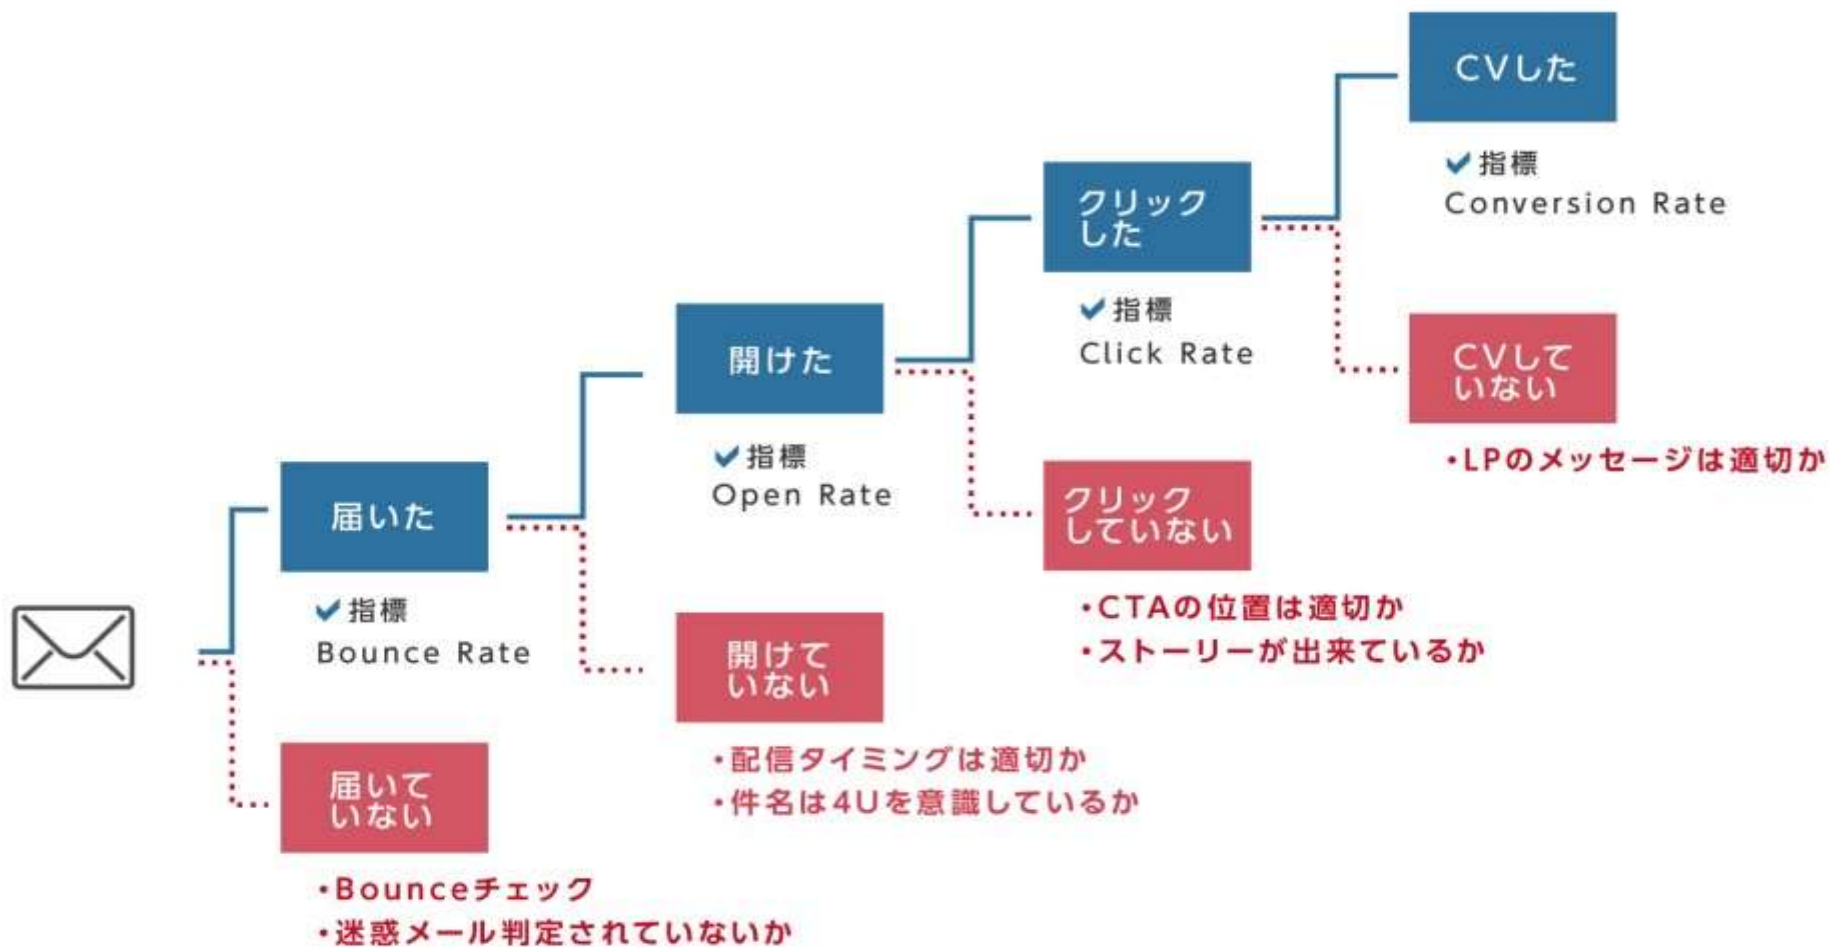 CVした
指標
Conversion Rate
クリック
した
指標
Click Rate
CVして
いない
・LPのメッセージは適切か
開けた
指標
Open Rate
クリック
していない
・CTAの位置は適切か
・ストーリーが出来ているか
届いた
指標
Bounce Rate
開けて
いない
・配信タイミングは適切か
・件名は4Uを意識しているか
届いて
いない
・Bounceチェック
・迷惑メール判定されていないか